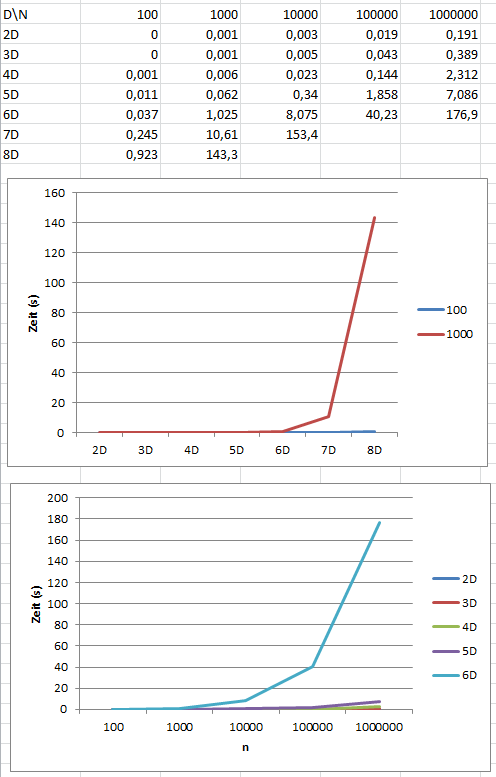 D\N 100 1000 10000 100000 1000000
2D 0 0,001 0,003 0,019 0,191
3D 0 0,001 0,005 0,043 0,389
4D 0,001 0,006 0,023 0,144 2,312
5D 0,011 0,062 0,34 1,858 7,086
6D 0,037 1,025 8,075 40,23 176,9
7D 0,245 10,61 153,4
8D 0,923 143,3
160
140
120
100
80
60
40
20
0
Zeit (s)
2D 3D 4D 5D 6D 7D 8D
100
1000
200
180
160
140
120
100
80
60
40
20
0
Zeit (s)
100 1000 10000 100000 1000000
n
2D
3D
4D
5D
6D